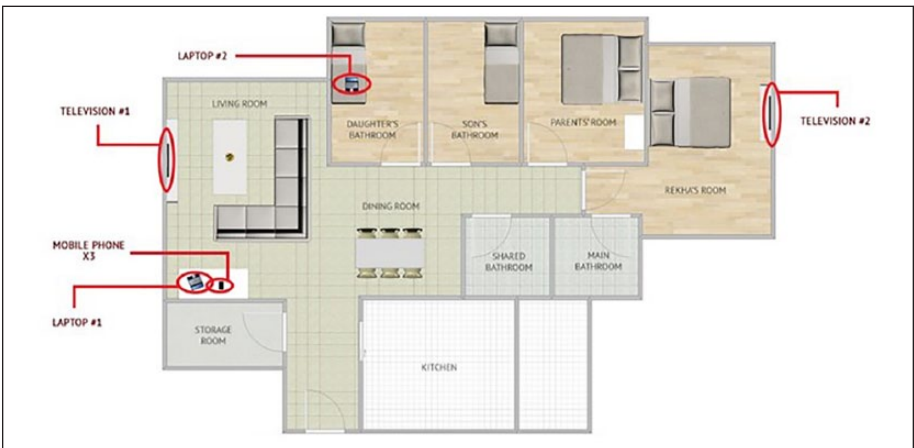 LAPTOP #2
LIVING ROOM
TELEVISION #1
DAUGHTER'S
BATHROOM
SON'S
BATHROOM
PARENTS' ROOM
TELEVISION #2
REKHA'S ROOM
DINING ROOM
MOBILE PHONE
X3
SHARED
BATHROOM
MAIN
BATHROOM
LAPTOP #1
STORAGE
ROOM
KITCHEN